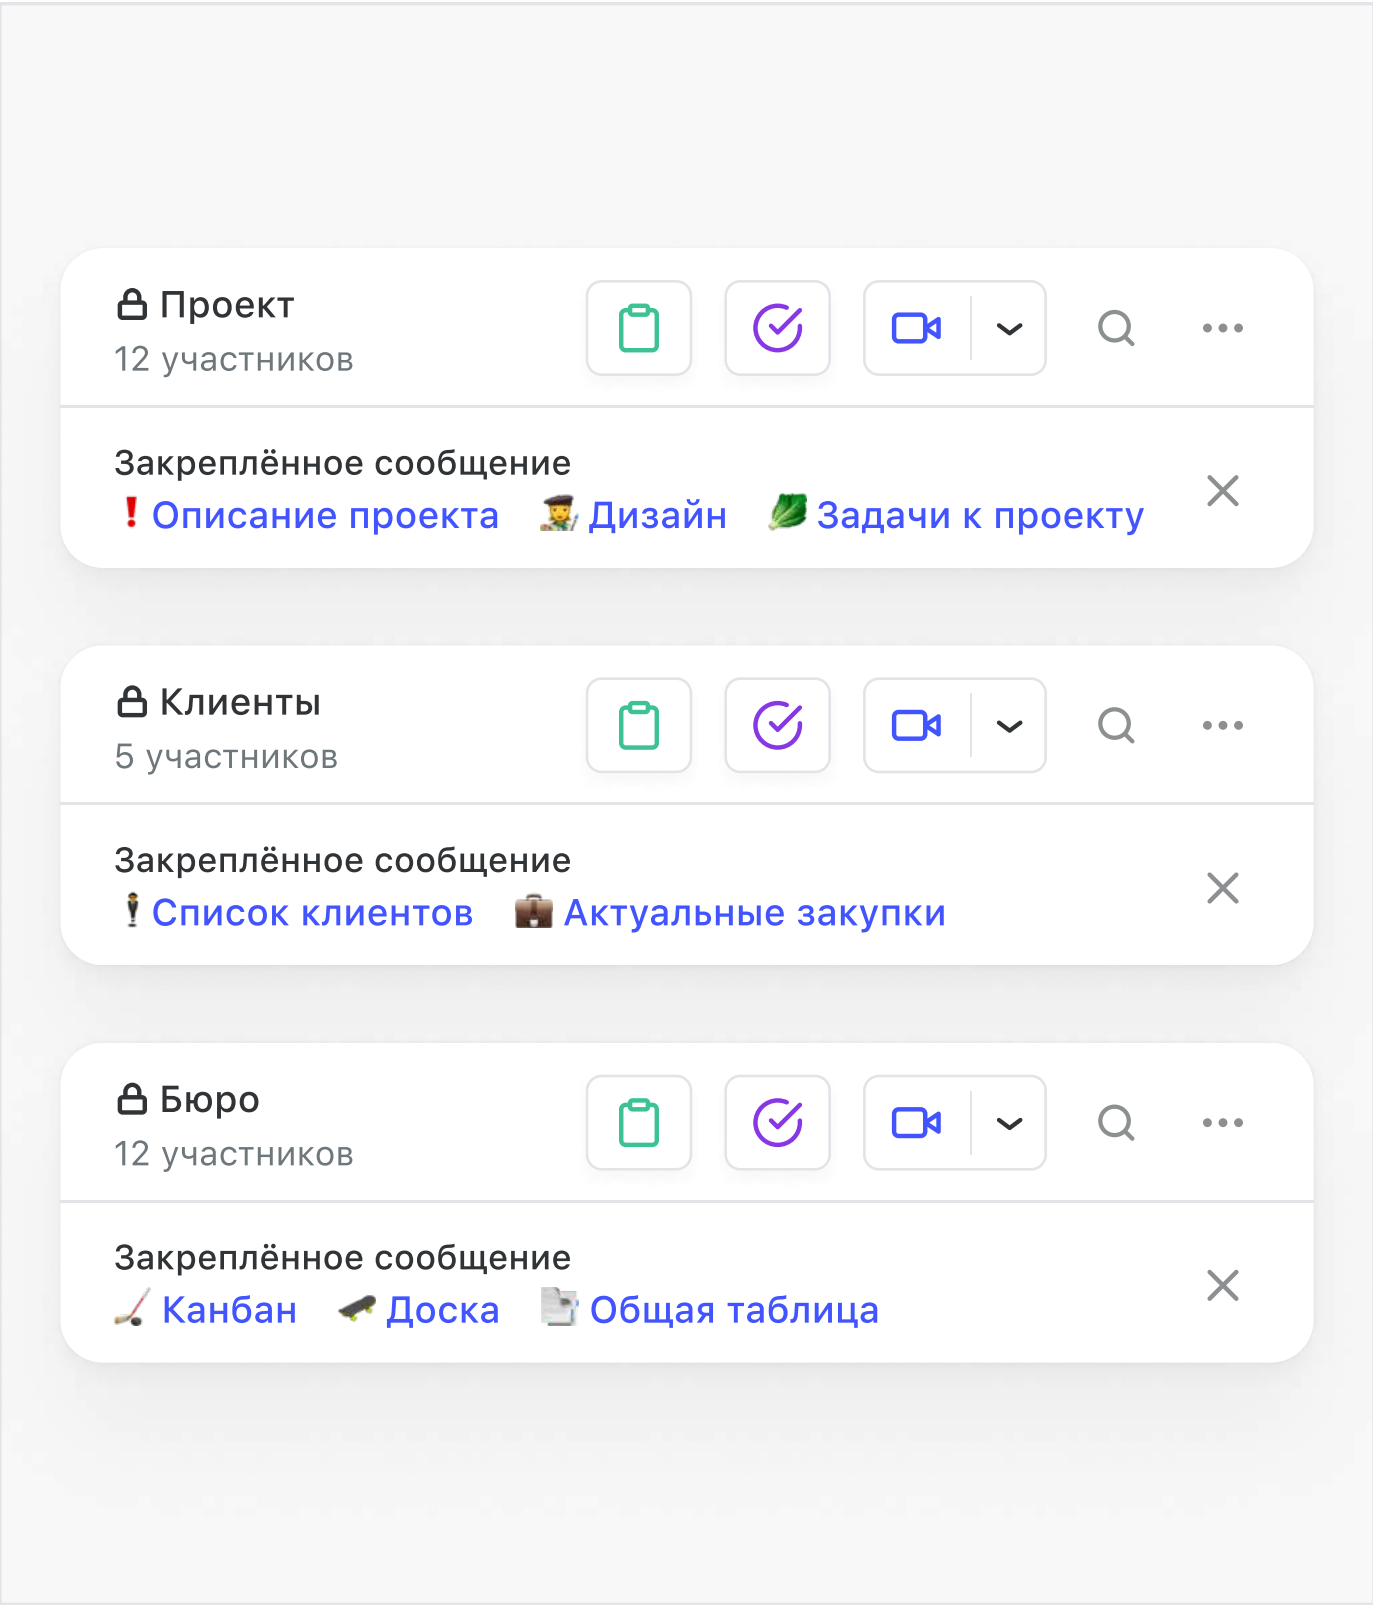 Проект
12 участников
Закреплённое сообщение
❗ Описание проекта 👩‍🎨 Дизайн 🥬 Задачи к проекту
Клиенты
5 участников
Закреплённое сообщение
🕴 Список клиентов 💼 Актуальные закупки
Бюро
12 участников
Закреплённое сообщение
🏒 Канбан 🛹 Доска 📑 Общая таблица